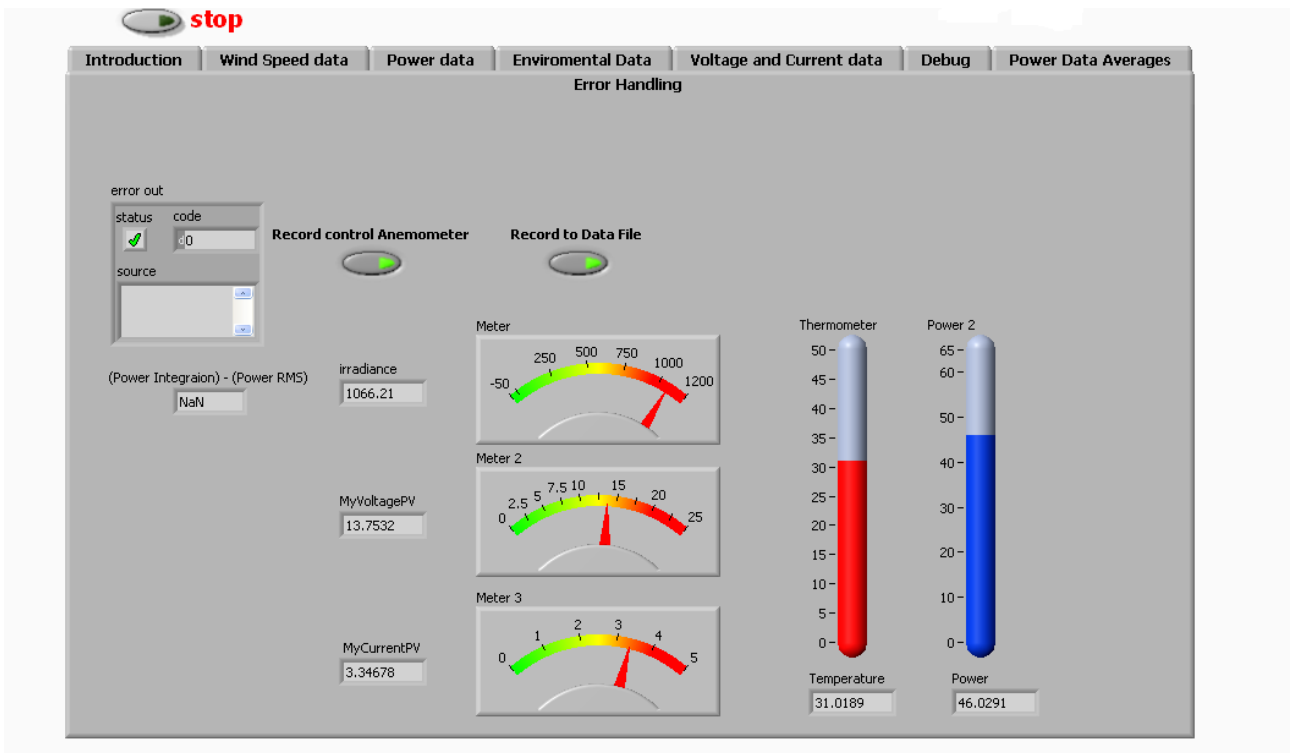 stop
Introduction Wind Speed data Power data Enviromental Data Voltage and Current data Debug Power Data Averages
Error Handling
error out
status code
d0
source
Record control Anemometer Record to Data File
(Power Integraion) - (Power RMS)
NaN
irradiance
1066.21
Meter
-50 250 500 750 1000 1200
MyVoltagePV
13.7532
Meter 2
0 2.5 5 7.5 10 15 20 25
MyCurrentPV
3.34678
Meter 3
0 1 2 3 4 5
Thermometer
50
45
40
35
30
25
20
15
10
5
0
Temperature
31.0189
Power 2
65
60
50
40
30
20
10
0
Power
46.0291